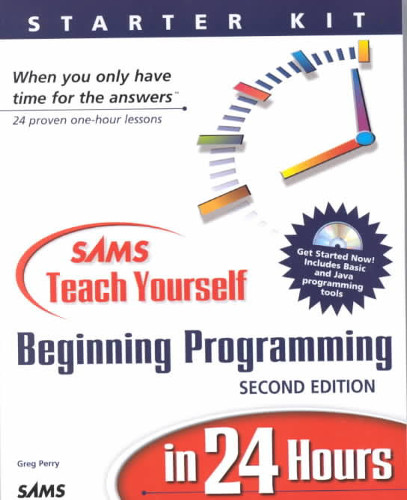 STARTER KIT
When you only have
time for the answers™
24 proven one-hour lessons
Get Started Now!
Includes Basic
and Java
programming
tools
SAMS
Teach Yourself
Beginning Programming
SECOND EDITION
in 24 Hours
Greg Perry
SAMS